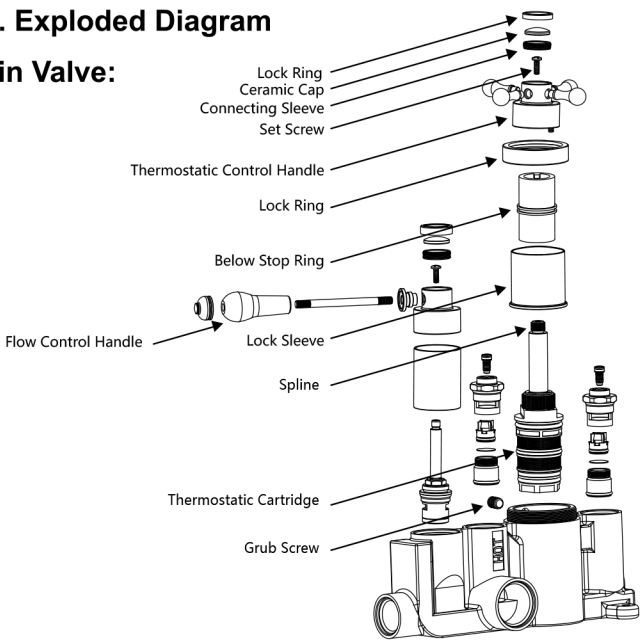 . Exploded Diagram
in Valve:
Lock Ring
Ceramic Cap
Connecting Sleeve
Set Screw
Thermostatic Control Handle
Lock Ring
Below Stop Ring
Flow Control Handle
Lock Sleeve
Spline
Thermostatic Cartridge
Grub Screw
HOT